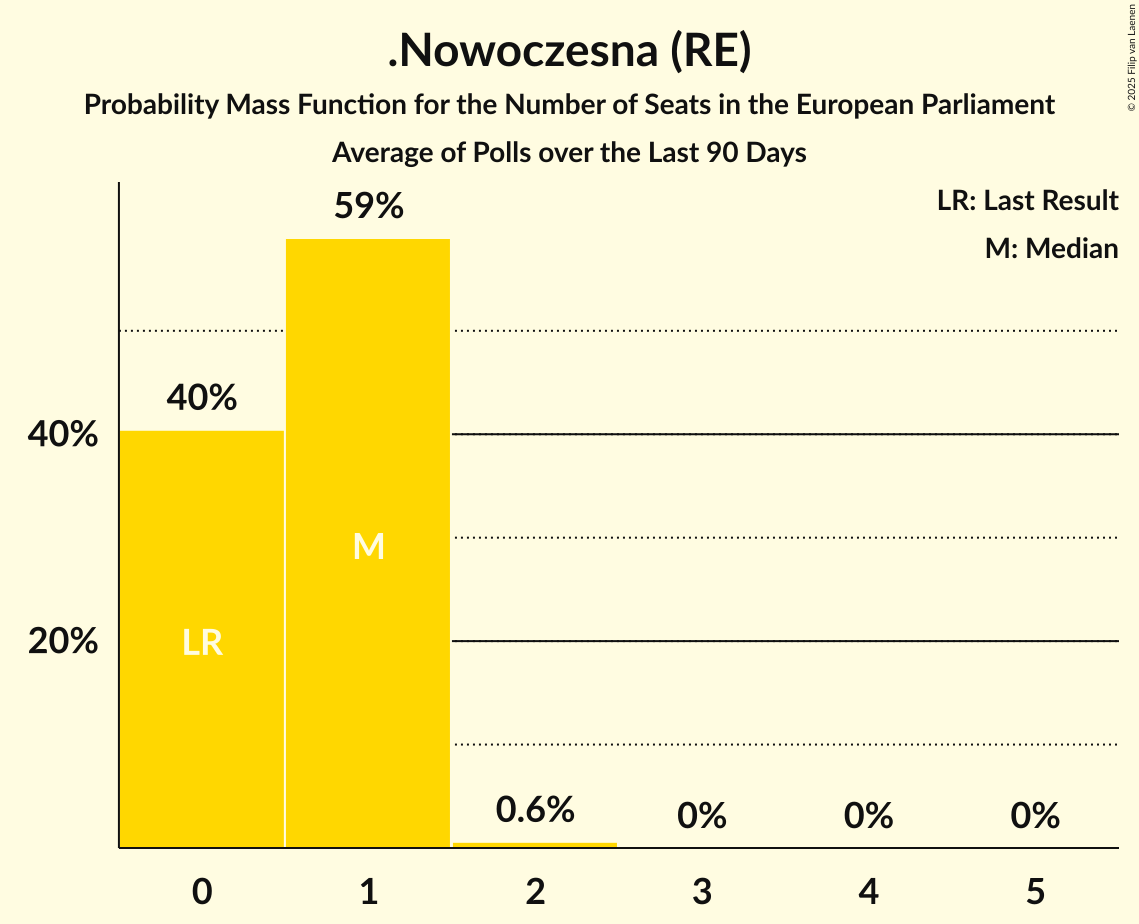 .Nowoczesna (RE)
Probability Mass Function for the Number of Seats in the European Parliament
Average of Polls over the Last 90 Days
© 2025 Filip van Laenen
LR: Last Result
M: Median
59%
40%
40%
M
20%
LR
0.6%
0%
0%
0%
0
1
2
3
4
5